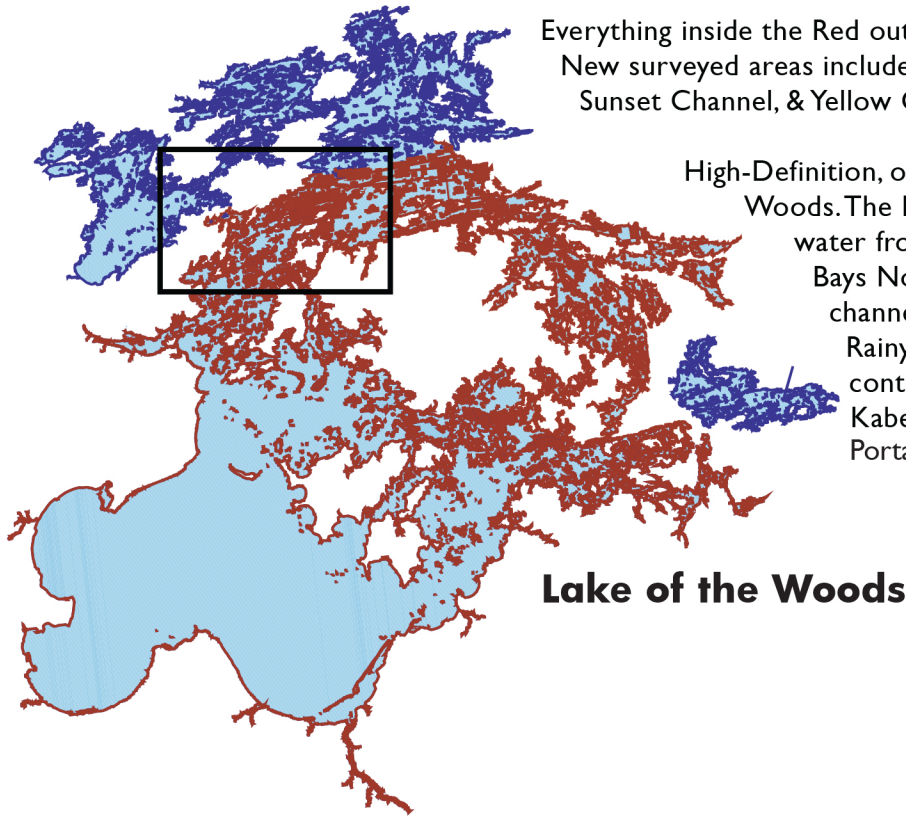 Everything inside the Red out
New surveyed areas include
Sunset Channel, & Yellow
High-Definition, o
Woods. The
water fro
Bays No
channe
Rainy
cont
Kabe
Porta
Lake of the Woods